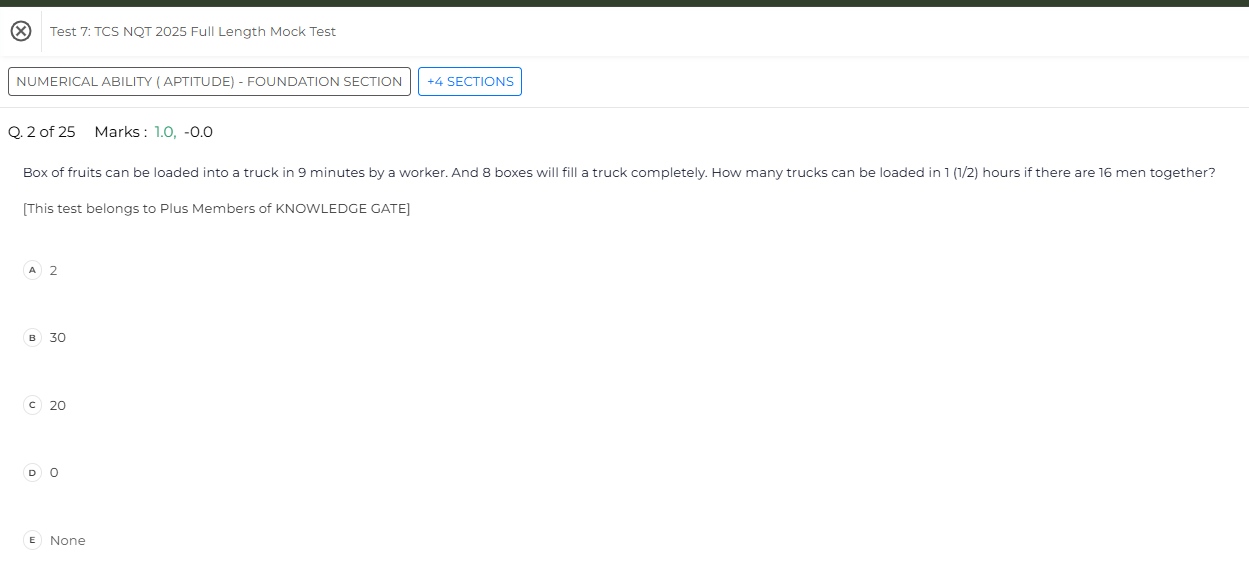 Test 7: TCS NQT 2025 Full Length Mock Test
NUMERICAL ABILITY ( APTITUDE) - FOUNDATION SECTION
+4 SECTIONS
Q. 2 of 25 Marks : 1.0, -0.0
Box of fruits can be loaded into a truck in 9 minutes by a worker. And 8 boxes will fill a truck completely. How many trucks can be loaded in 1 (1/2) hours if there are 16 men together?
[This test belongs to Plus Members of KNOWLEDGE GATE]
A 2
B 30
C 20
D 0
E None